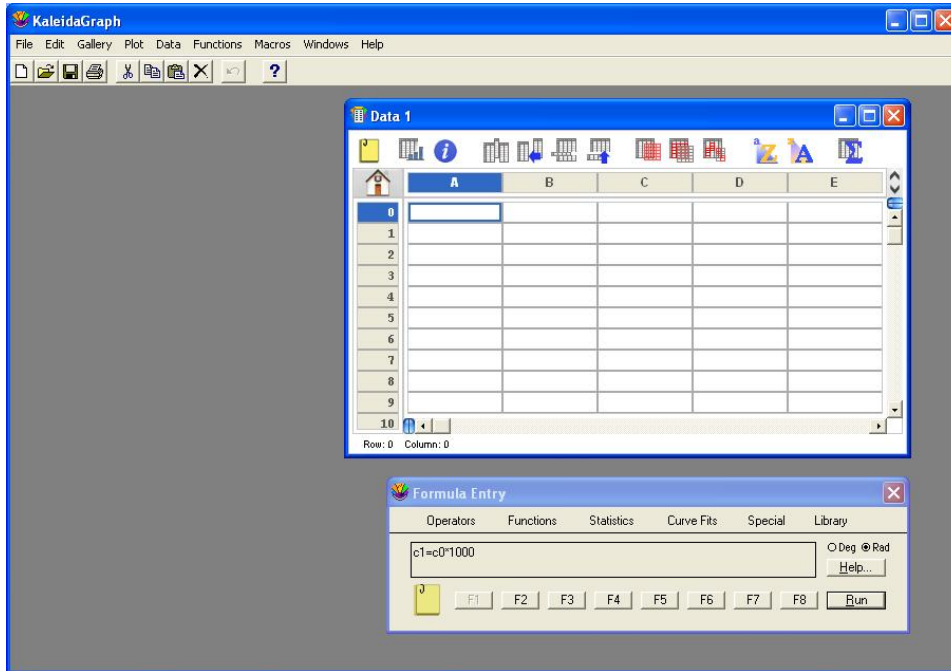 KaleidaGraph
File Edit Gallery Plot Data Functions Macros Windows Help
Data 1
A B C D E
0
1
2
3
4
5
6
7
8
9
10
Row: 0 Column: 0
Formula Entry
Operators Functions Statistics Curve Fits Special Library
c1=c0*1000
Deg Rad
Help...
F1 F2 F3 F4 F5 F6 F7 F8 Run